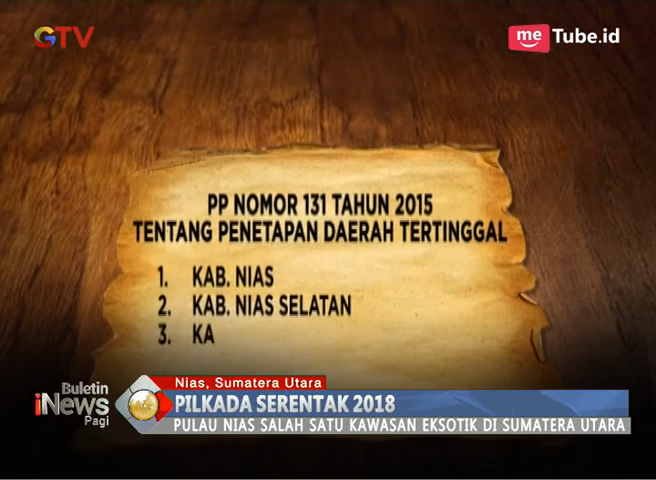 GTV
me Tube.id
PP NOMOR 131 TAHUN 2015
TENTANG PENETAPAN DAERAH TERTINGGAL
1. KAB. NIAS
2. KAB. NIAS SELATAN
3. KA
Nias, Sumatera Utara
Buletin
iNews
Pagi
PILKADA SERENTAK 2018
PULAU NIAS SALAH SATU KAWASAN EKSOTIK DI SUMATERA UTARA